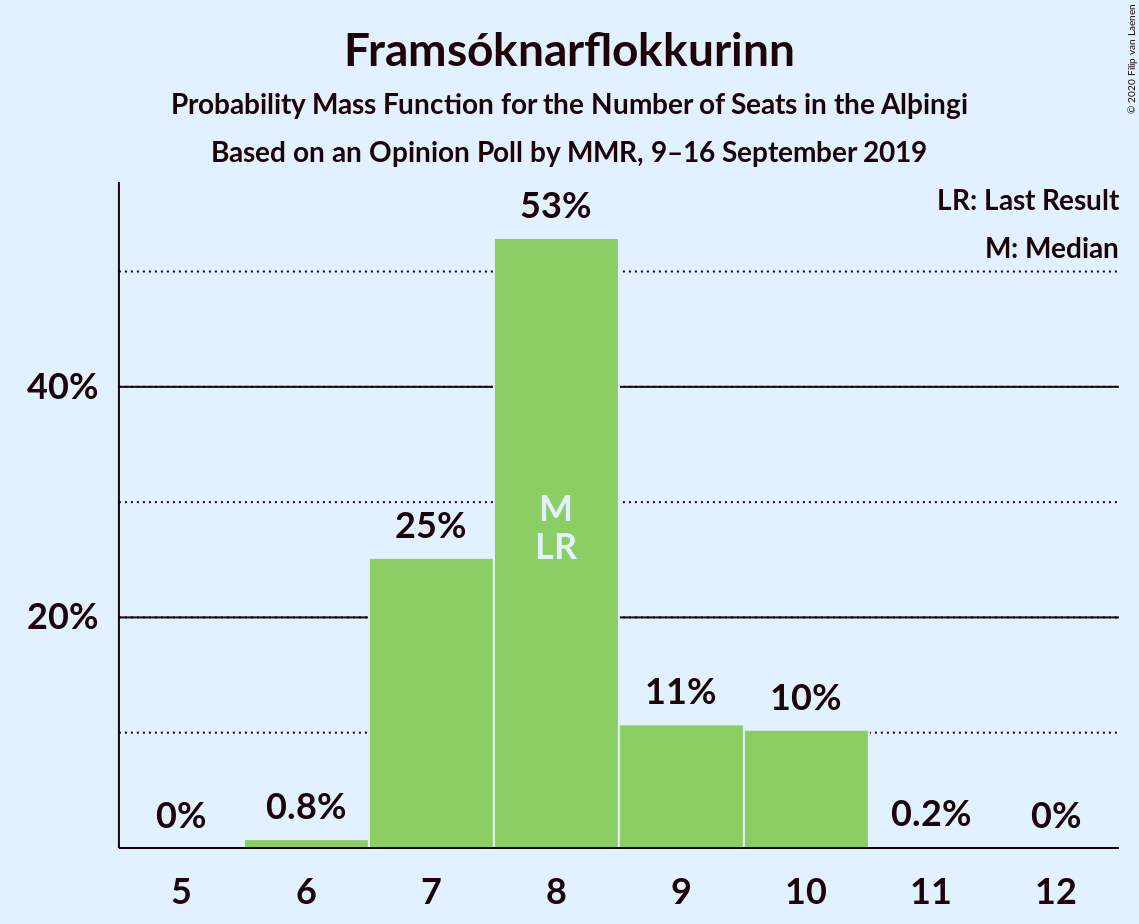 Framsóknarflokkurinn
Probability Mass Function for the Number of Seats in the Alþingi
Based on an Opinion Poll by MMR, 9–16 September 2019
© 2020 Filip van Laenen
LR: Last Result
M: Median
53%
40%
M
LR
25%
20%
11%
10%
0%
0.8%
0.2%
0%
5 6 7 8 9 10 11 12